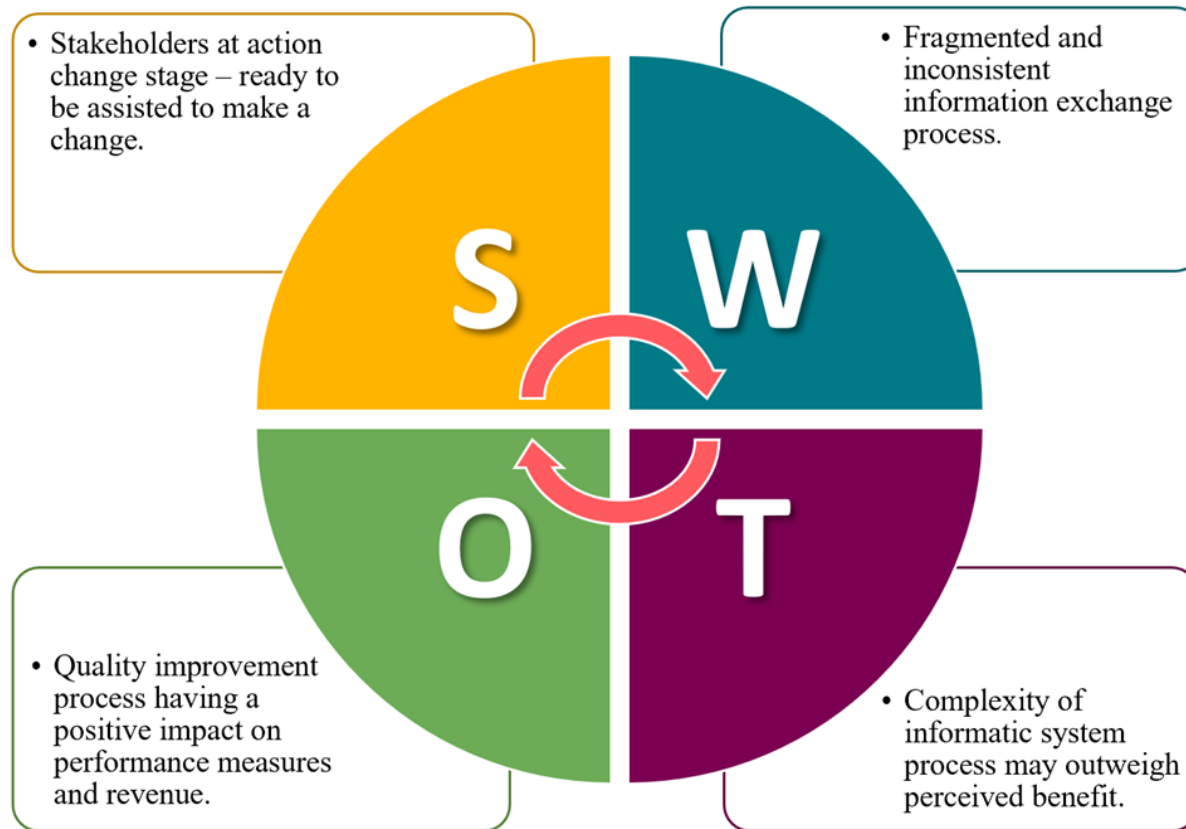 • Stakeholders at action
change stage – ready to
be assisted to make a
change.
• Fragmented and
inconsistent
information exchange
process.
S
W
O
T
• Quality improvement
process having a
positive impact on
performance measures
and revenue.
• Complexity of
informatic system
process may outweigh
perceived benefit.